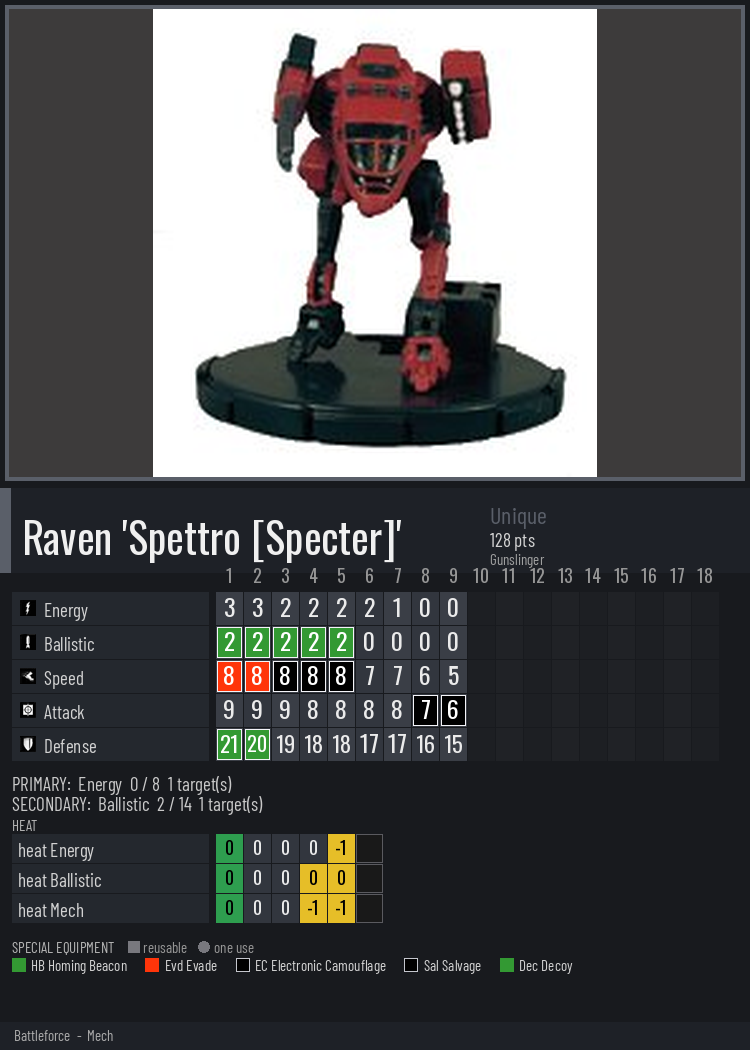 Raven 'Spettro [Specter]'
Unique
128 pts
Gunslinger
1 2 3 4 5 6 7 8 9 10 11 12 13 14 15 16 17 18
Energy 3 3 2 2 2 2 1 0 0
Ballistic 2 2 2 2 2 0 0 0 0
Speed 8 8 8 8 8 7 7 6 5
Attack 9 9 9 8 8 8 8 7 6
Defense 21 20 19 18 18 17 17 16 15
PRIMARY: Energy 0 / 8 1 target(s)
SECONDARY: Ballistic 2 / 14 1 target(s)
HEAT
heat Energy 0 0 0 0 -1
heat Ballistic 0 0 0 0 0
heat Mech 0 0 0 -1 -1
SPECIAL EQUIPMENT reusable one use
HB Homing Beacon Evd Evade EC Electronic Camouflage Sal Salvage Dec Decoy
Battleforce - Mech